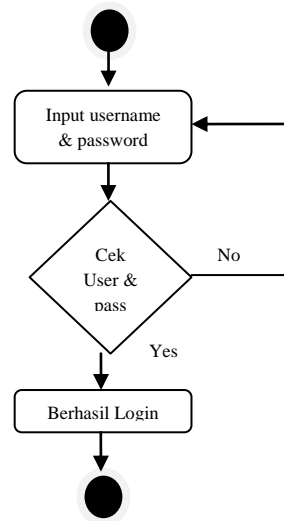 Input username
& password
Cek
User &
pass
No
Yes
Berhasil Login